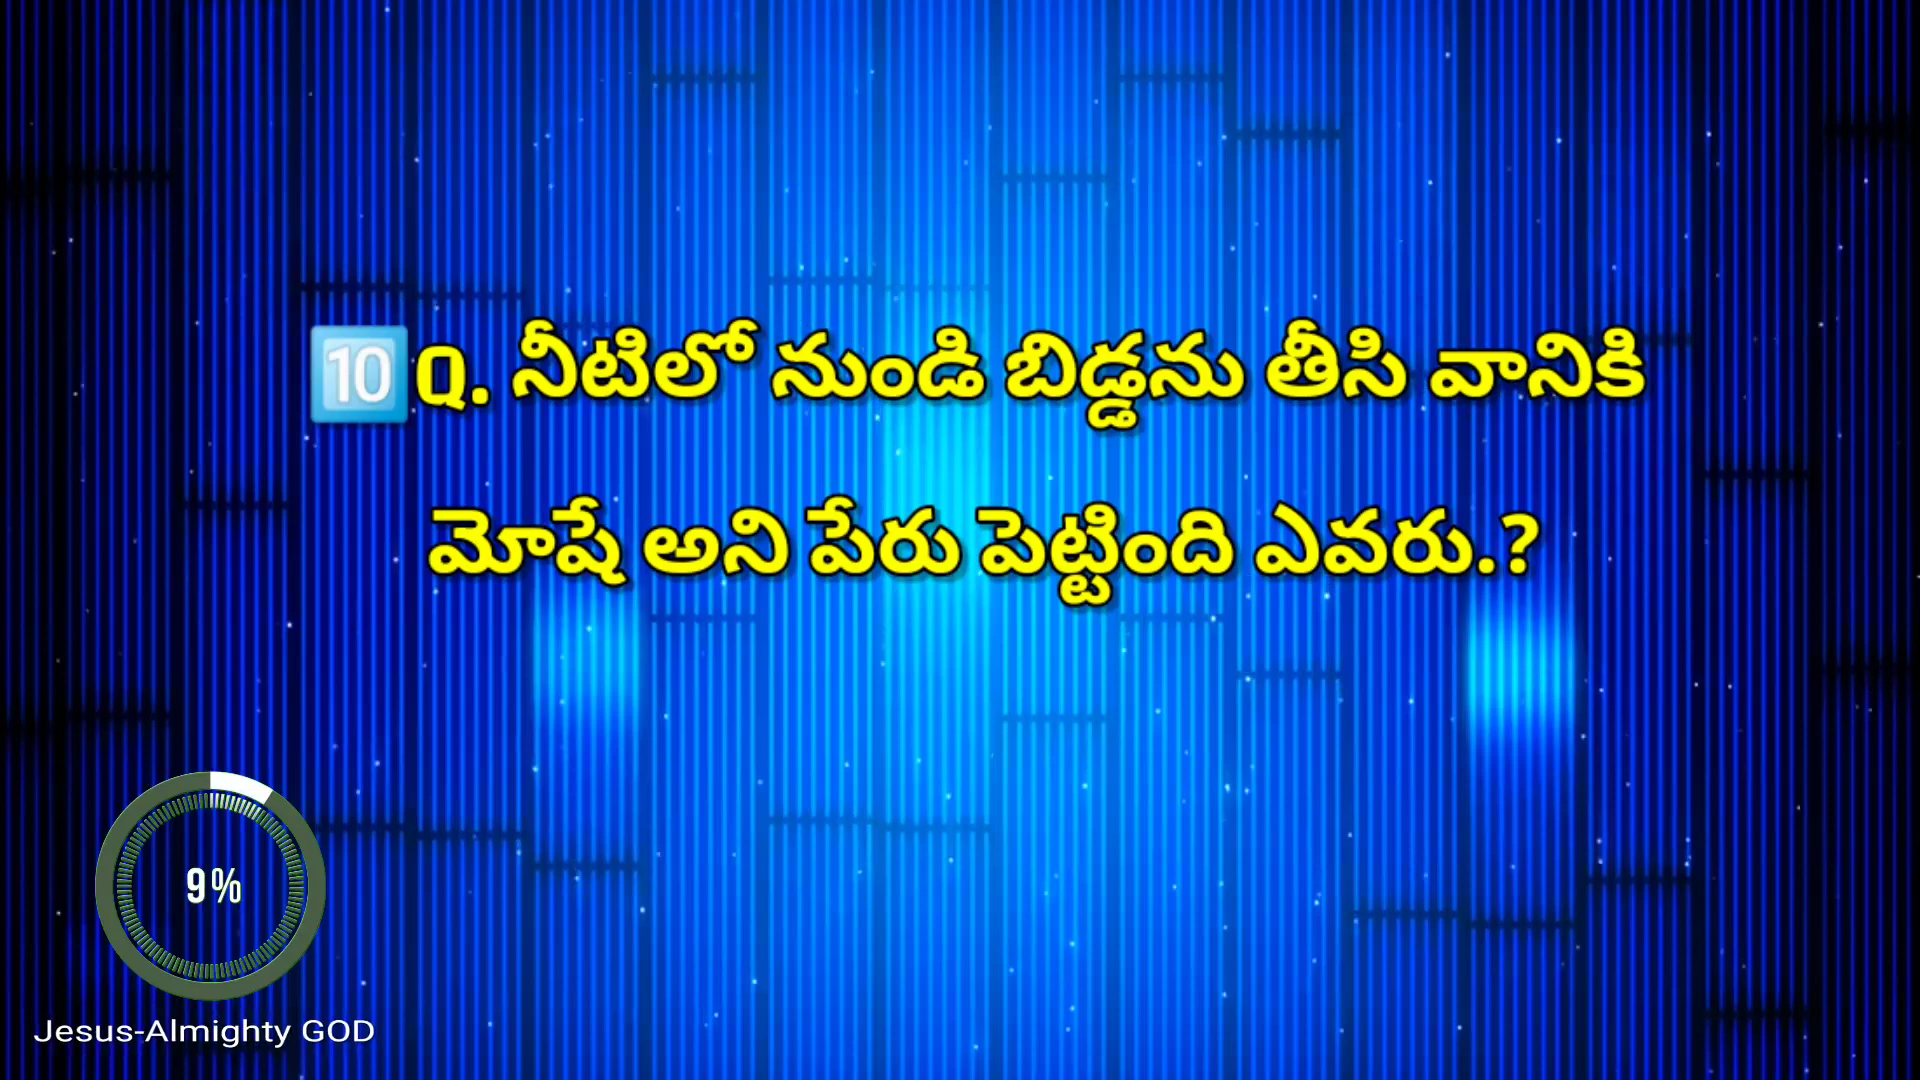 🔟Q. నీటిలో నుండి బిడ్డను తీసి వానికి
మోషే అని పేరు పెట్టింది ఎవరు.?
9%
Jesus-Almighty GOD